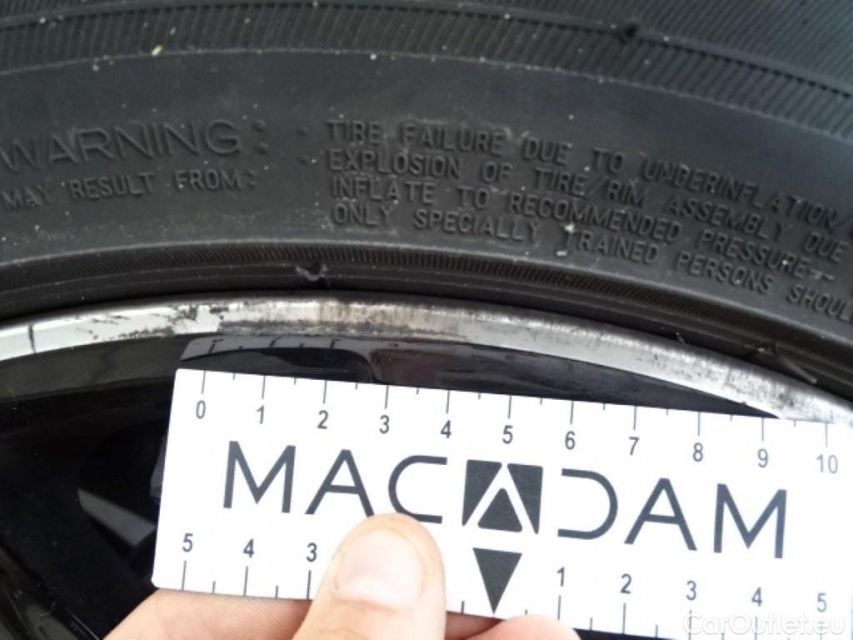 WARNING:
MAY RESULT FROM:
TIRE FAILURE DUE TO UNDERINFLATION/
EXPLOSION OF TIRE/RIM ASSEMBLY DUE
INFLATE TO RECOMMENDED PRESSURE--
ONLY SPECIALLY TRAINED PERSONS SHOUL
0 1 2 3 4 5 6 7 8 9 10
MACADAM
5 4 3 1 2 3 4 5
CarOutlet.eu